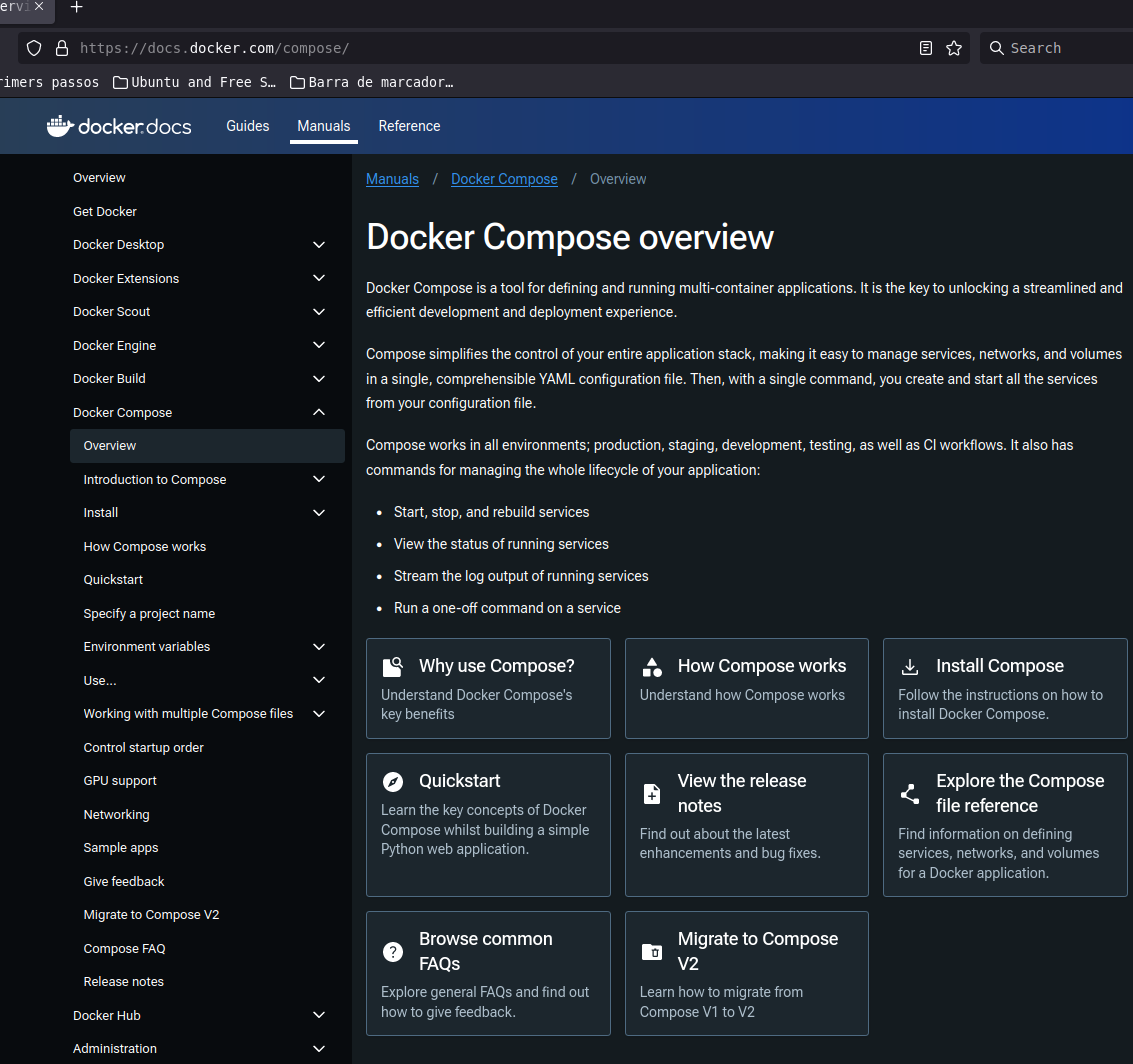 ervi
https://docs.docker.com/compose/
Search
rimers passos
Ubuntu and Free S…
Barra de marcador…
docker.docs
Guides
Manuals
Reference
Overview
Get Docker
Docker Desktop
Docker Extensions
Docker Scout
Docker Engine
Docker Build
Docker Compose
Overview
Introduction to Compose
Install
How Compose works
Quickstart
Specify a project name
Environment variables
Use...
Working with multiple Compose files
Control startup order
GPU support
Networking
Sample apps
Give feedback
Migrate to Compose V2
Compose FAQ
Release notes
Docker Hub
Administration
Manuals / Docker Compose / Overview
Docker Compose overview
Docker Compose is a tool for defining and running multi-container applications. It is the key to unlocking a streamlined and
efficient development and deployment experience.
Compose simplifies the control of your entire application stack, making it easy to manage services, networks, and volumes
in a single, comprehensible YAML configuration file. Then, with a single command, you create and start all the services
from your configuration file.
Compose works in all environments; production, staging, development, testing, as well as CI workflows. It also has
commands for managing the whole lifecycle of your application:
• Start, stop, and rebuild services
• View the status of running services
• Stream the log output of running services
• Run a one-off command on a service
Why use Compose?
Understand Docker Compose's
key benefits
How Compose works
Understand how Compose works
Install Compose
Follow the instructions on how to
install Docker Compose.
Quickstart
Learn the key concepts of Docker
Compose whilst building a simple
Python web application.
View the release
notes
Find out about the latest
enhancements and bug fixes.
Explore the Compose
file reference
Find information on defining
services, networks, and volumes
for a Docker application.
Browse common
FAQs
Explore general FAQs and find out
how to give feedback.
Migrate to Compose
V2
Learn how to migrate from
Compose V1 to V2